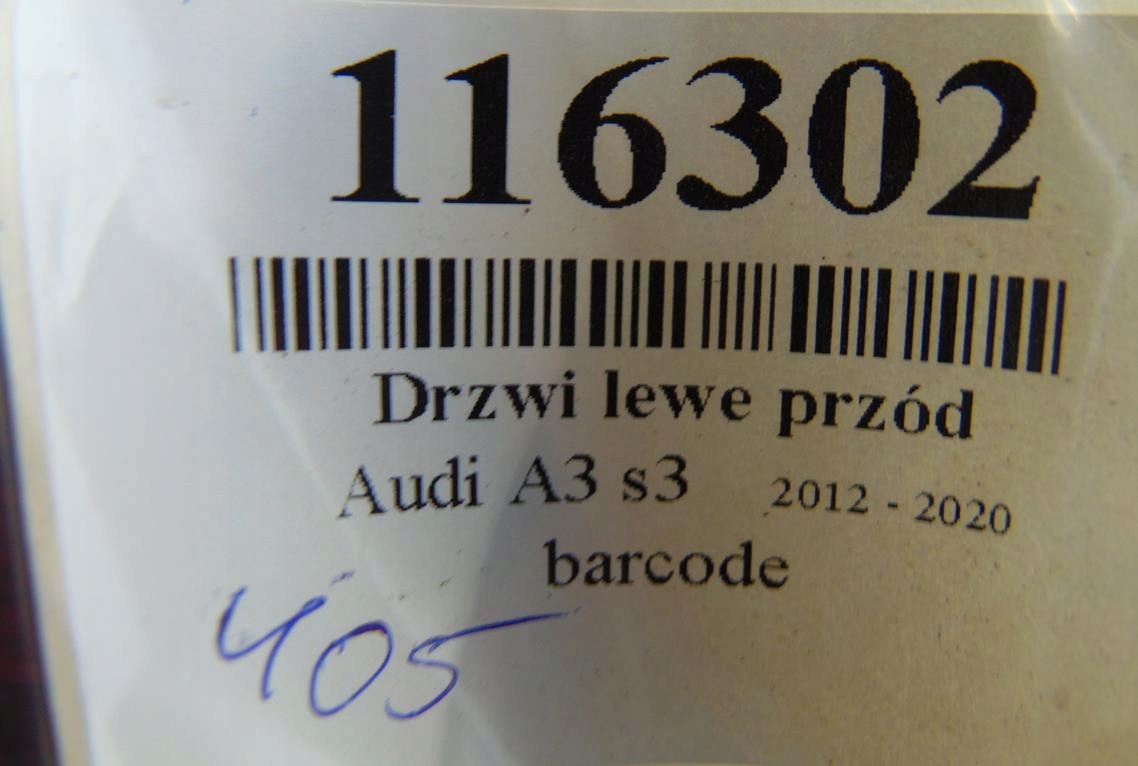 116302
Drzwi lewe przód
Audi A3 s3 2012 - 2020
barcode
405